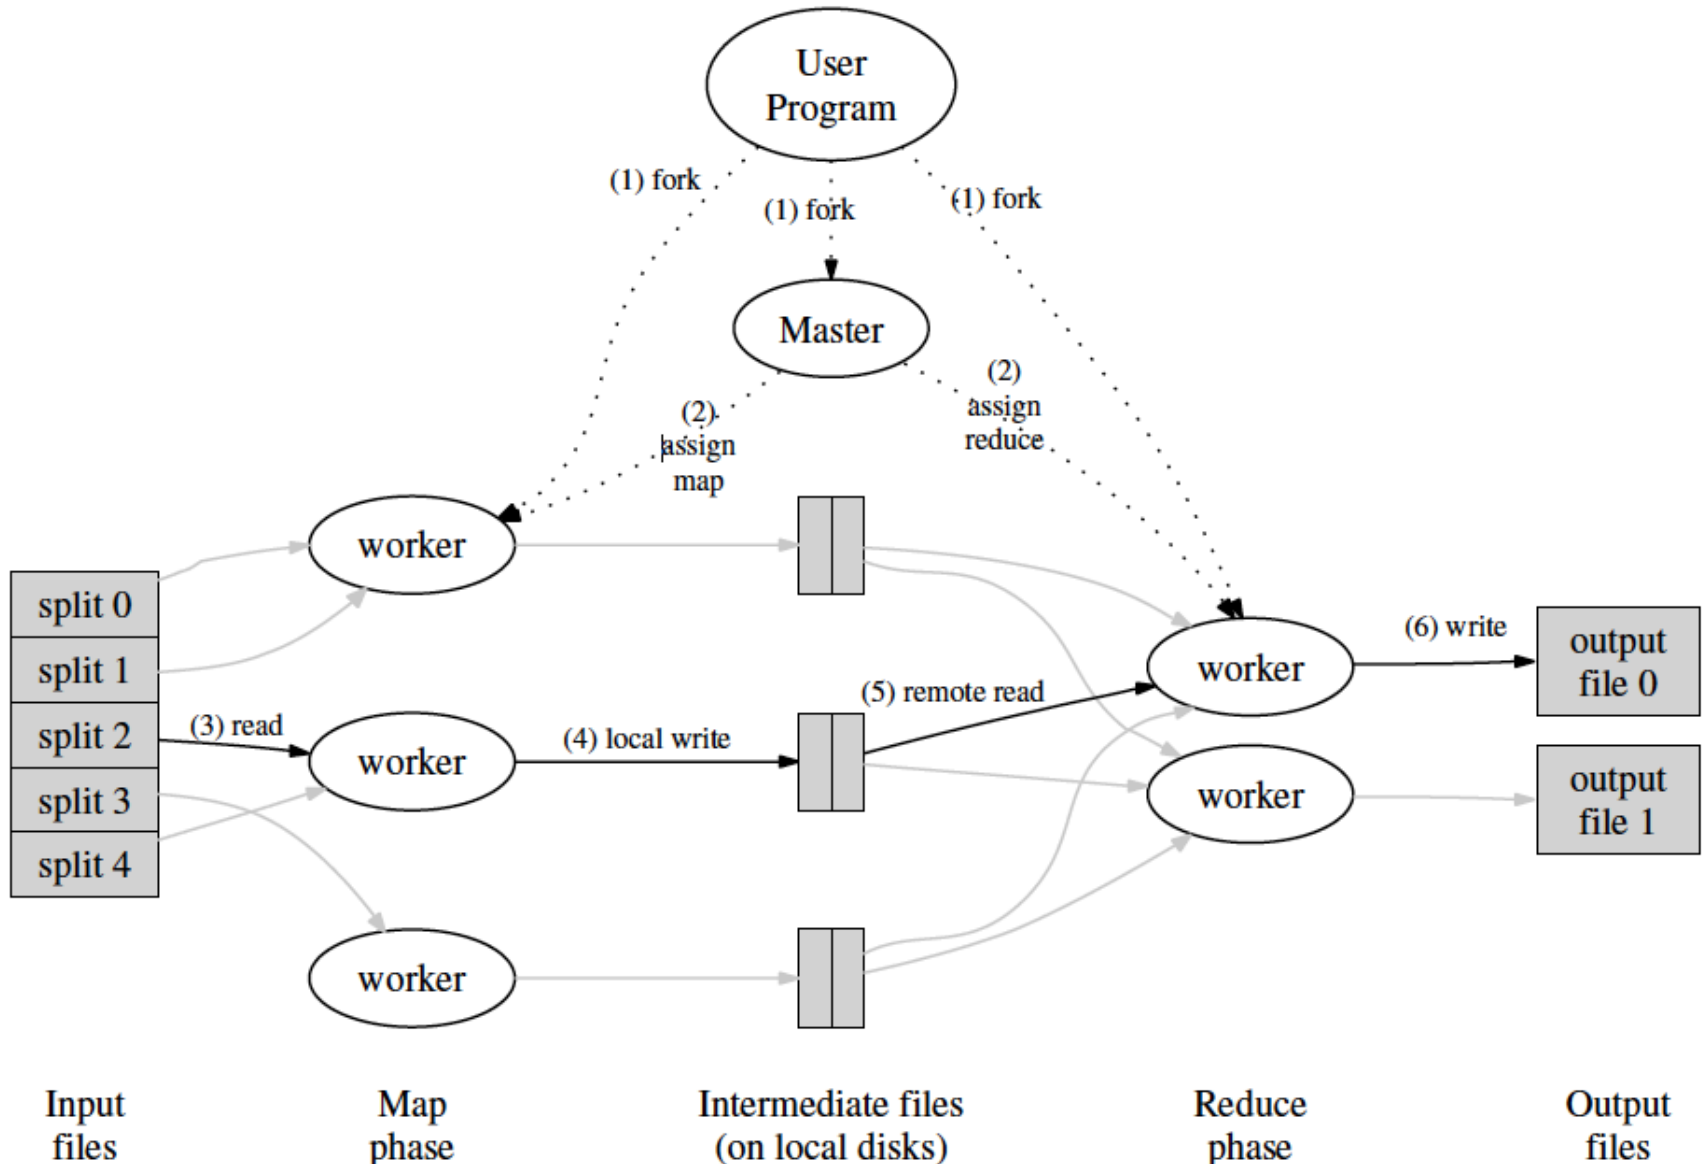 User
Program
(1) fork
(1) fork
(1) fork
Master
(2)
assign
map
(2)
assign
reduce
split 0
split 1
split 2
split 3
split 4
(3) read
worker
worker
worker
(4) local write
(5) remote read
worker
worker
(6) write
output
file 0
output
file 1
Input
files
Map
phase
Intermediate files
(on local disks)
Reduce
phase
Output
files